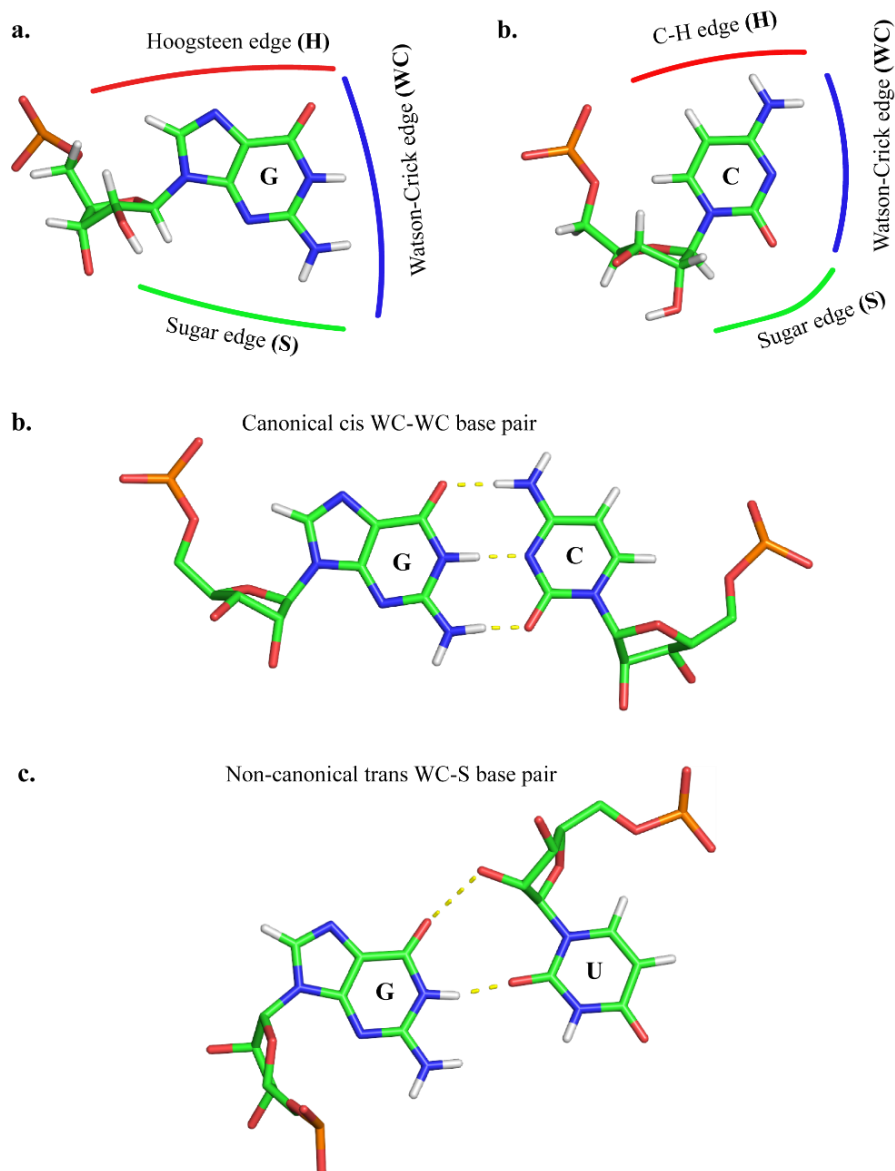 a.
Hoogsteen edge (H)
Watson-Crick edge (WC)
G
Sugar edge (S)
b.
C-H edge (H)
Watson-Crick edge (WC)
C
Sugar edge (S)
b.
Canonical cis WC-WC base pair
G
C
c.
Non-canonical trans WC-S base pair
G
U